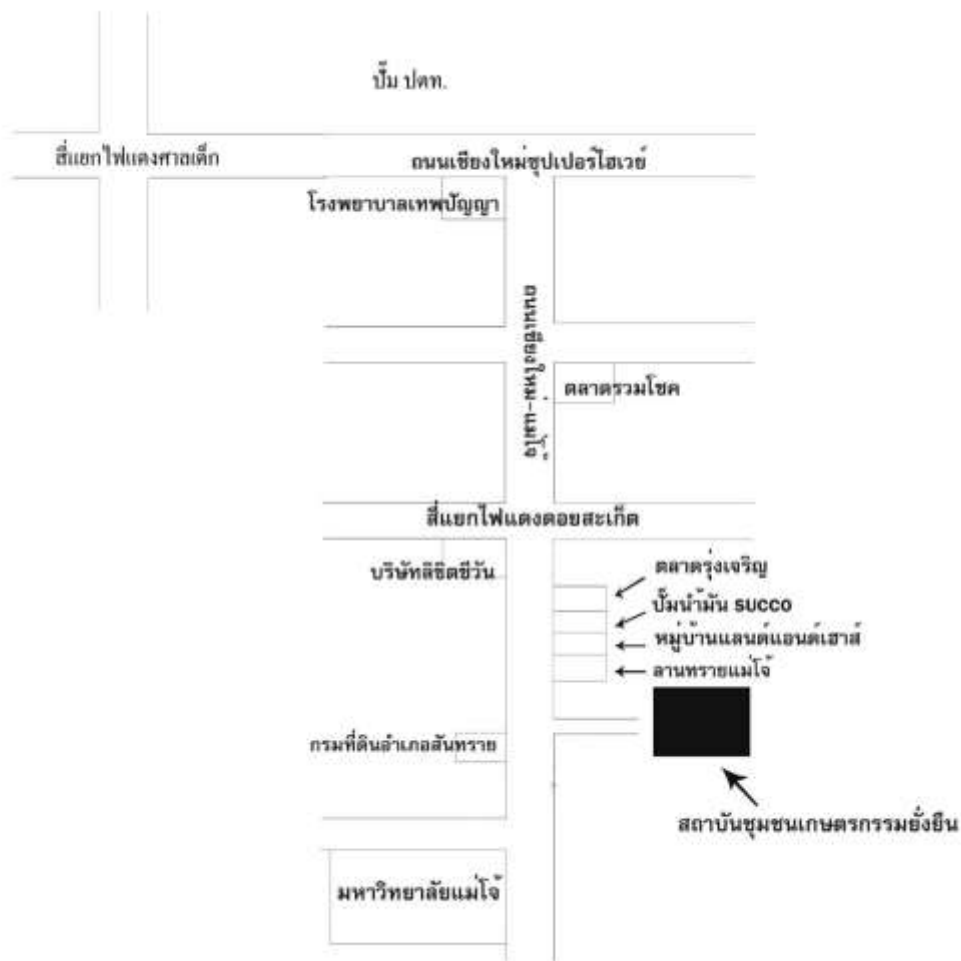 ปั๊ม ปตท.
สี่แยกไฟแดงศาลเด็ก
ถนนเชียงใหม่ซุปเปอร์ไฮเวย์
โรงพยาบาลเทพปัญญา
ถนนเชียงใหม่-แม่โจ้
ตลาดรวมโชค
สี่แยกไฟแดงดอยสะเก็ต
ตลาดรุ่งเจริญ
บริษัทลิขิตชีวัน
ปั๊มน้ำมัน SUCCO
หมู่บ้านแลนด์แอนด์เฮาส์
ลานทรายแม่โจ้
กรมที่ดินอำเภอสันทราย
สถาบันชุมชนเกษตรกรรมยั่งยืน
มหาวิทยาลัยแม่โจ้